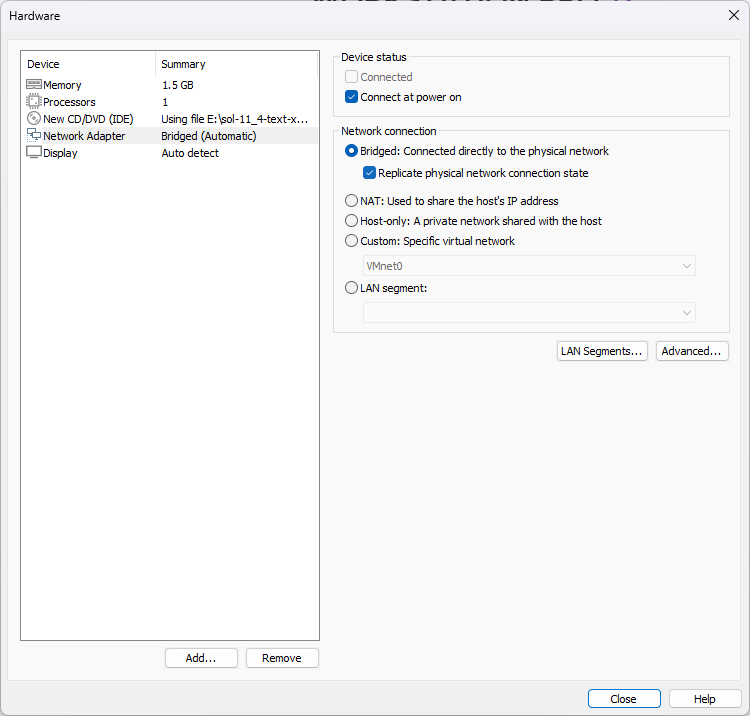 Hardware
Device Summary
Memory 1.5 GB
Processors 1
New CD/DVD (IDE) Using file E:\sol-11_4-text-x...
Network Adapter Bridged (Automatic)
Display Auto detect
Add... Remove
Device status
Connected
Connect at power on
Network connection
Bridged: Connected directly to the physical network
Replicate physical network connection state
NAT: Used to share the host's IP address
Host-only: A private network shared with the host
Custom: Specific virtual network
VMnet0
LAN segment:
LAN Segments... Advanced...
Close Help